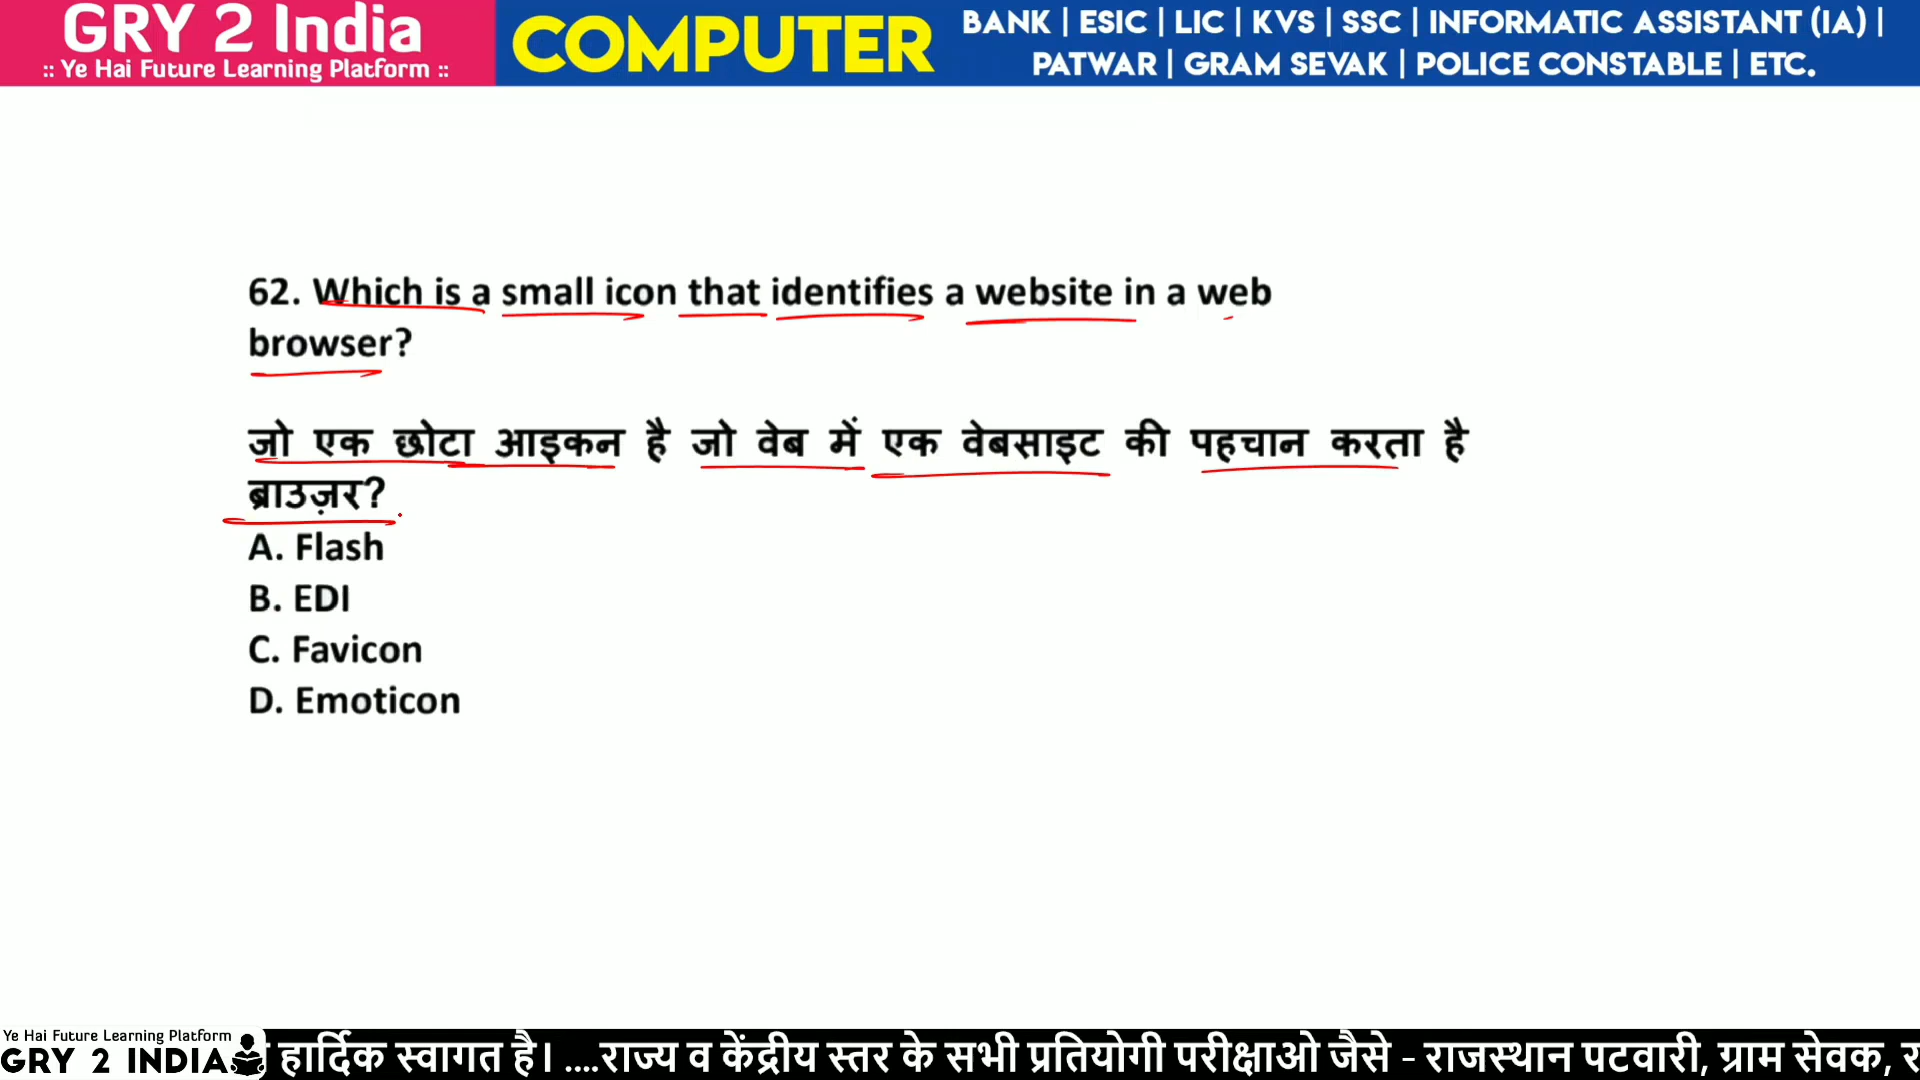 GRY 2 India
:: Ye Hai Future Learning Platform ::
COMPUTER
BANK | ESIC | LIC | KVS | SSC | INFORMATIC ASSISTANT (IA) |
PATWAR | GRAM SEVAK | POLICE CONSTABLE | ETC.
62. Which is a small icon that identifies a website in a web
browser?
जो एक छोटा आइकन है जो वेब में एक वेबसाइट की पहचान करता है
ब्राउज़र?
A. Flash
B. EDI
C. Favicon
D. Emoticon
Ye Hai Future Learning Platform
GRY 2 INDIA
हार्दिक स्वागत है। ....राज्य व केंद्रीय स्तर के सभी प्रतियोगी परीक्षाओ जैसे - राजस्थान पटवारी, ग्राम सेवक,